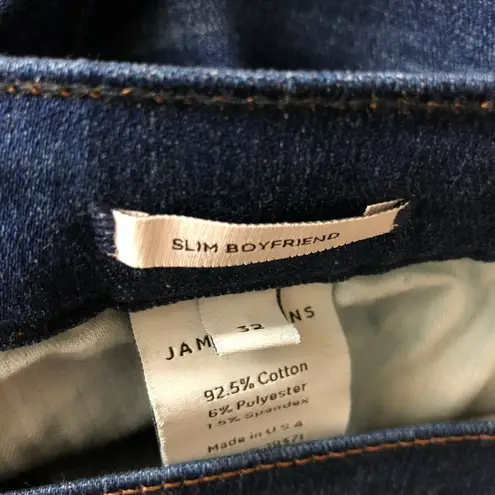 SLIM BOYFRIEND
32
JAM NS
92.5% Cotton
6% Polyester
1.5% Spandex
Made in U S A